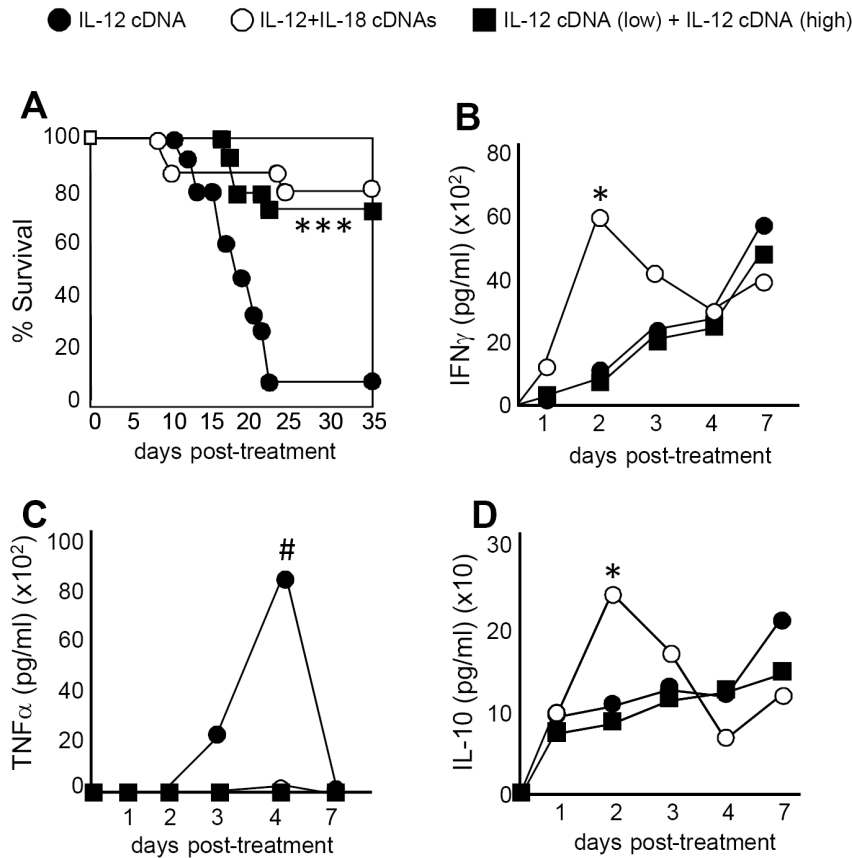 IL-12 cDNA IL-12+IL-18 cDNAs IL-12 cDNA (low) + IL-12 cDNA (high)
A
% Survival
100
80
60
40
20
0
***
0 5 10 15 20 25 30 35
days post-treatment
B
IFNγ (pg/ml) (x10²)
80
60
40
20
0
*
1 2 3 4 7
days post-treatment
C
TNFα (pg/ml) (x10²)
100
80
60
40
20
0
#
1 2 3 4 7
days post-treatment
D
IL-10 (pg/ml) (x10)
30
20
10
0
*
1 2 3 4 7
days post-treatment